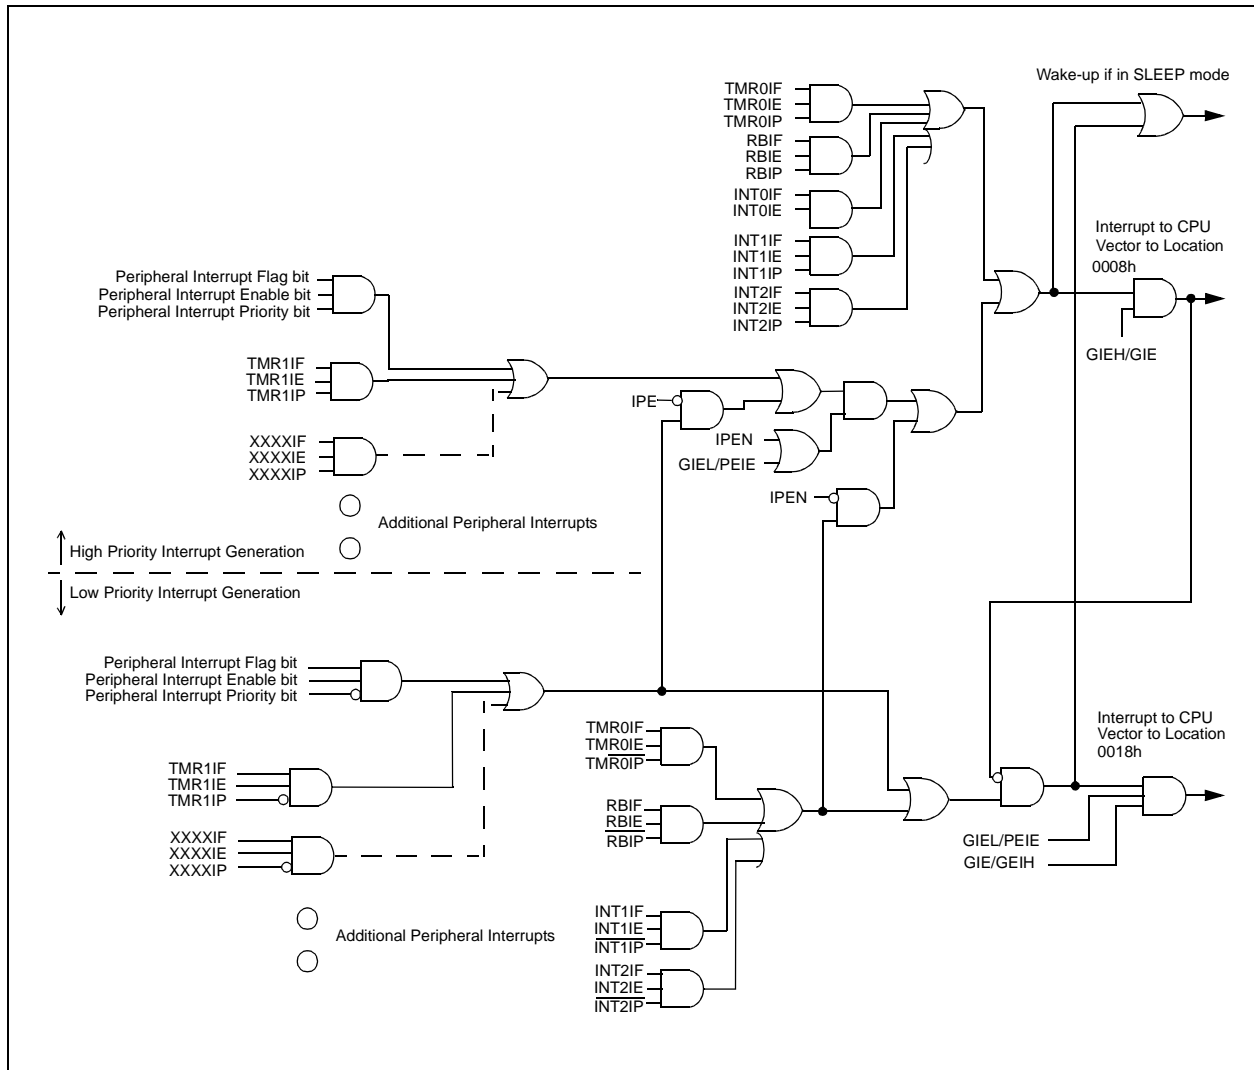 Wake-up if in SLEEP mode
TMR0IF
TMR0IE
TMR0IP
RBIF
RBIE
RBIP
INT0IF
INT0IE
INT1IF
INT1IE
INT1IP
INT2IF
INT2IE
INT2IP
Interrupt to CPU
Vector to Location
0008h
GIEH/GIE
Peripheral Interrupt Flag bit
Peripheral Interrupt Enable bit
Peripheral Interrupt Priority bit
TMR1IF
TMR1IE
TMR1IP
XXXXIF
XXXXIE
XXXXIP
IPE
IPEN
GIEL/PEIE
IPEN
Additional Peripheral Interrupts
High Priority Interrupt Generation
Low Priority Interrupt Generation
Peripheral Interrupt Flag bit
Peripheral Interrupt Enable bit
Peripheral Interrupt Priority bit
TMR1IF
TMR1IE
TMR1IP
XXXXIF
XXXXIE
XXXXIP
Additional Peripheral Interrupts
TMR0IF
TMR0IE
TMR0IP
RBIF
RBIE
RBIP
INT1IF
INT1IE
INT1IP
INT2IF
INT2IE
INT2IP
Interrupt to CPU
Vector to Location
0018h
GIEL/PEIE
GIE/GEIH